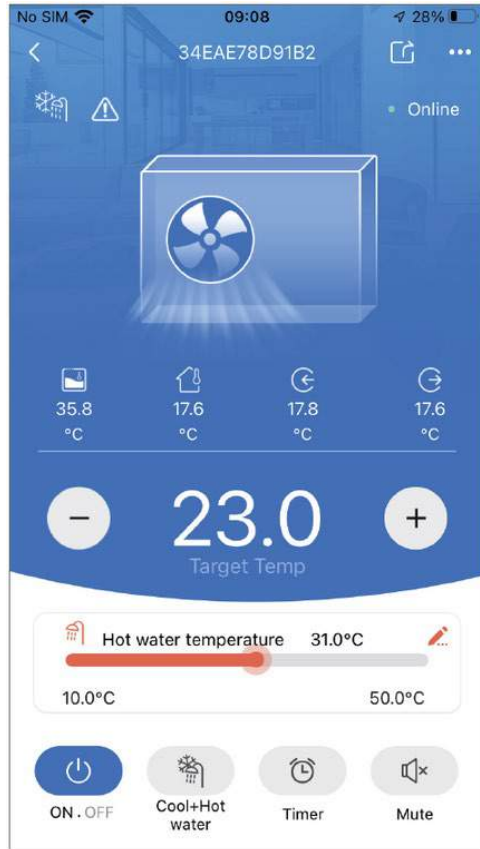 No SIM 09:08 28%
34EAE78D91B2
Online
35.8 17.6 17.8 17.6
°C °C °C °C
23.0
Target Temp
Hot water temperature 31.0°C
10.0°C 50.0°C
ON . OFF Cool+Hot water Timer Mute